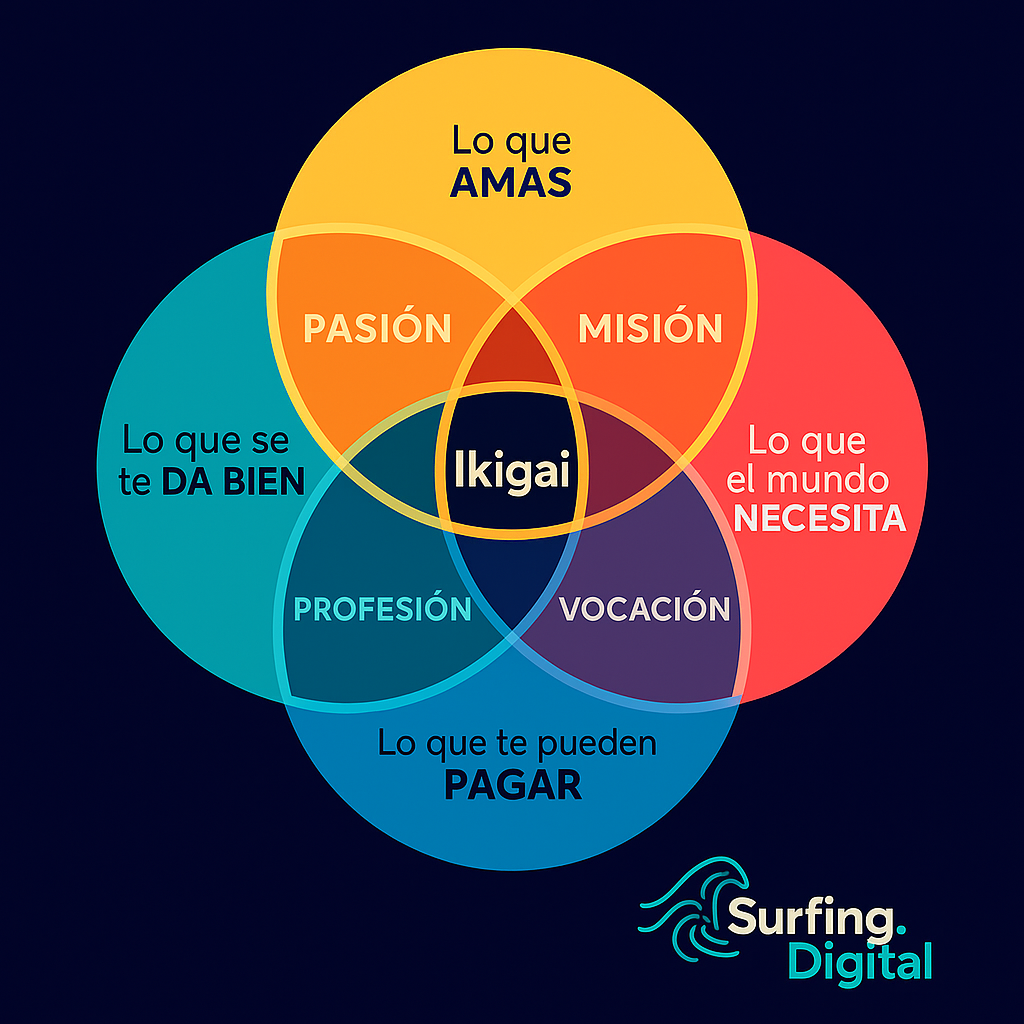 Lo que
AMAS
PASIÓN
MISIÓN
Lo que se
te DA BIEN
Ikigai
Lo que
el mundo
NECESITA
PROFESIÓN
VOCACIÓN
Lo que te pueden
PAGAR
Surfing.
Digital